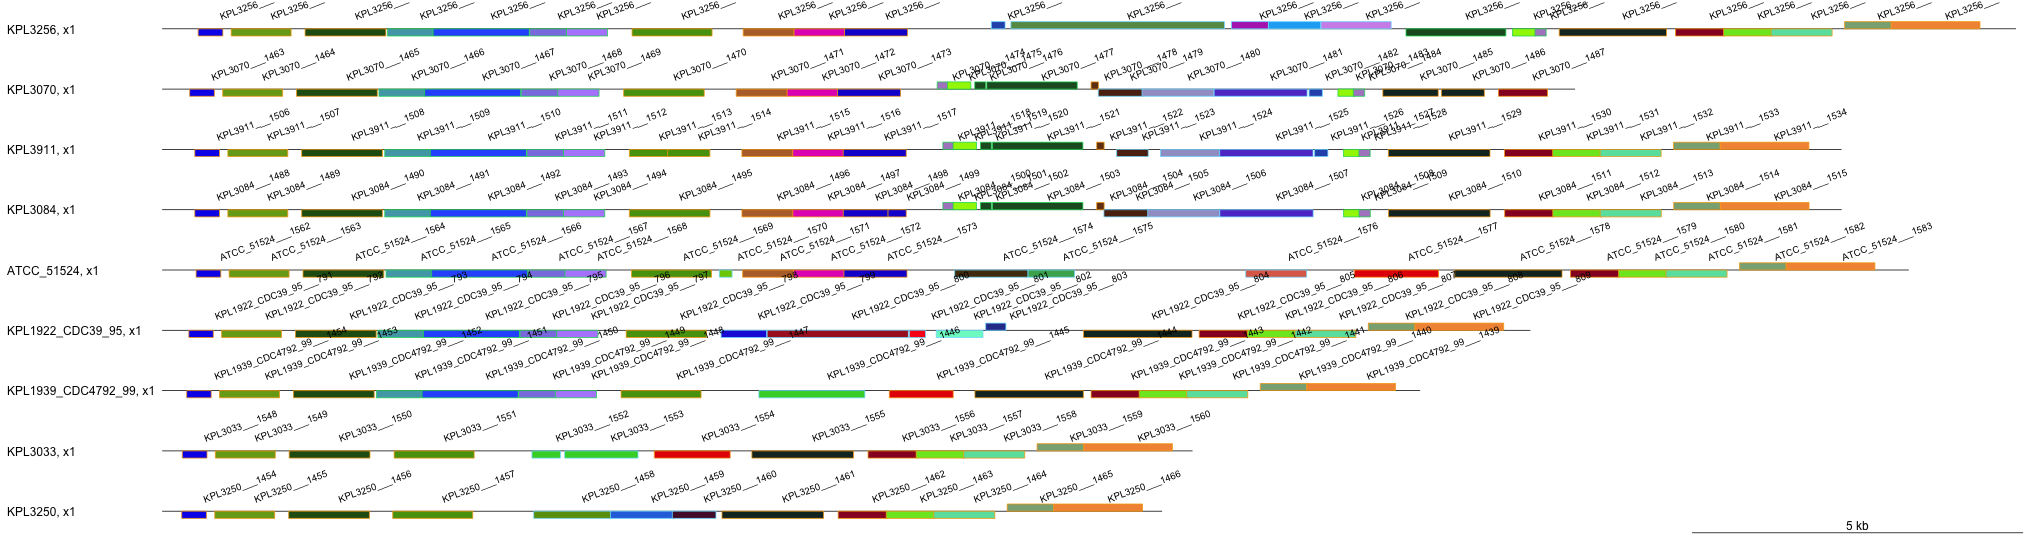 KPL3256__ KPL3256__ KPL3256__ KPL3256__ KPL3256__ KPL3256__ KPL3256__ KPL3256__ KPL3256__ KPL3256__ KPL3256__ KPL3256__ KPL3256__ KPL3256__ KPL3256__ KPL3256__ KPL3256__ KPL3256__ KPL3256__ KPL3256__ KPL3256__ KPL3256__ KPL3256__ KPL3256__ KPL3256__
KPL3256, x1
KPL3070__1463 KPL3070__1464 KPL3070__1465 KPL3070__1466 KPL3070__1467 KPL3070__1468 KPL3070__1469 KPL3070__1470 KPL3070__1471 KPL3070__1472 KPL3070__1473 KPL3070__1474 KPL3070__1475 KPL3070__1476 KPL3070__1477 KPL3070__1478 KPL3070__1479 KPL3070__1480 KPL3070__1481 KPL3070__1482 KPL3070__1483 KPL3070__1484 KPL3070__1485 KPL3070__1486 KPL3070__1487
KPL3070, x1
KPL3911__1506 KPL3911__1507 KPL3911__1508 KPL3911__1509 KPL3911__1510 KPL3911__1511 KPL3911__1512 KPL3911__1513 KPL3911__1514 KPL3911__1515 KPL3911__1516 KPL3911__1517 KPL3911__1518 KPL3911__1519 KPL3911__1520 KPL3911__1521 KPL3911__1522 KPL3911__1523 KPL3911__1524 KPL3911__1525 KPL3911__1526 KPL3911__1527 KPL3911__1528 KPL3911__1529 KPL3911__1530 KPL3911__1531 KPL3911__1532 KPL3911__1533 KPL3911__1534
KPL3911, x1
KPL3084__1488 KPL3084__1489 KPL3084__1490 KPL3084__1491 KPL3084__1492 KPL3084__1493 KPL3084__1494 KPL3084__1495 KPL3084__1496 KPL3084__1497 KPL3084__1498 KPL3084__1499 KPL3084__1500 KPL3084__1501 KPL3084__1502 KPL3084__1503 KPL3084__1504 KPL3084__1505 KPL3084__1506 KPL3084__1507 KPL3084__1508 KPL3084__1509 KPL3084__1510 KPL3084__1511 KPL3084__1512 KPL3084__1513 KPL3084__1514 KPL3084__1515
KPL3084, x1
ATCC_51524__1562 ATCC_51524__1563 ATCC_51524__1564 ATCC_51524__1565 ATCC_51524__1566 ATCC_51524__1567 ATCC_51524__1568 ATCC_51524__1569 ATCC_51524__1570 ATCC_51524__1571 ATCC_51524__1572 ATCC_51524__1573 ATCC_51524__1574 ATCC_51524__1575 ATCC_51524__1576 ATCC_51524__1577 ATCC_51524__1578 ATCC_51524__1579 ATCC_51524__1580 ATCC_51524__1581 ATCC_51524__1582 ATCC_51524__1583
ATCC_51524, x1
KPL1922_CDC39_95__791 KPL1922_CDC39_95__792 KPL1922_CDC39_95__793 KPL1922_CDC39_95__794 KPL1922_CDC39_95__795 KPL1922_CDC39_95__796 KPL1922_CDC39_95__797 KPL1922_CDC39_95__798 KPL1922_CDC39_95__799 KPL1922_CDC39_95__800 KPL1922_CDC39_95__801 KPL1922_CDC39_95__802 KPL1922_CDC39_95__803 KPL1922_CDC39_95__804 KPL1922_CDC39_95__805 KPL1922_CDC39_95__806 KPL1922_CDC39_95__807 KPL1922_CDC39_95__808 KPL1922_CDC39_95__809
KPL1922_CDC39_95, x1
KPL1939_CDC4792_99__1454 KPL1939_CDC4792_99__1453 KPL1939_CDC4792_99__1452 KPL1939_CDC4792_99__1451 KPL1939_CDC4792_99__1450 KPL1939_CDC4792_99__1449 KPL1939_CDC4792_99__1448 KPL1939_CDC4792_99__1447 KPL1939_CDC4792_99__1446 KPL1939_CDC4792_99__1445 KPL1939_CDC4792_99__1444 KPL1939_CDC4792_99__1443 KPL1939_CDC4792_99__1442 KPL1939_CDC4792_99__1441 KPL1939_CDC4792_99__1440 KPL1939_CDC4792_99__1439
KPL1939_CDC4792_99, x1
KPL3033__1548 KPL3033__1549 KPL3033__1550 KPL3033__1551 KPL3033__1552 KPL3033__1553 KPL3033__1554 KPL3033__1555 KPL3033__1556 KPL3033__1557 KPL3033__1558 KPL3033__1559 KPL3033__1560
KPL3033, x1
KPL3250__1454 KPL3250__1455 KPL3250__1456 KPL3250__1457 KPL3250__1458 KPL3250__1459 KPL3250__1460 KPL3250__1461 KPL3250__1462 KPL3250__1463 KPL3250__1464 KPL3250__1465 KPL3250__1466
KPL3250, x1
5 kb